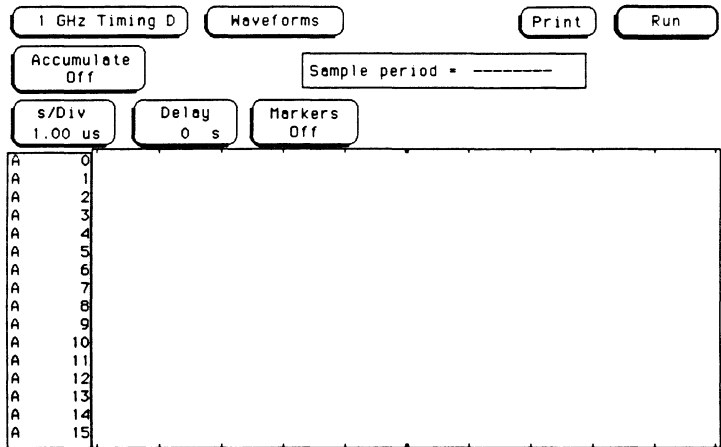 1 GHz Timing D Waveforms Print Run
Accumulate
Off
Sample period = ---------
s/Div
1.00 us
Delay
0 s
Markers
Off
A 0
A 1
A 2
A 3
A 4
A 5
A 6
A 7
A 8
A 9
A 10
A 11
A 12
A 13
A 14
A 15